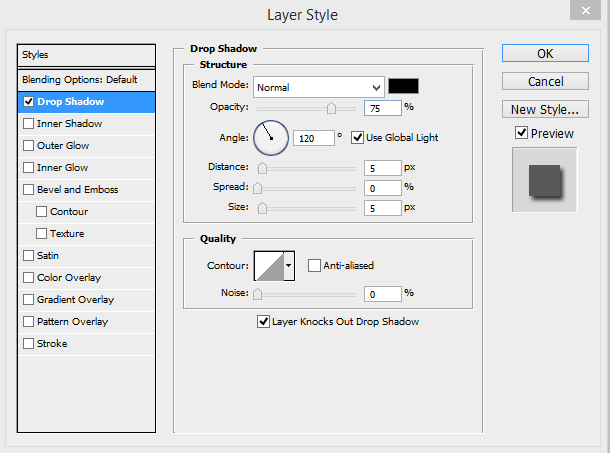 Layer Style
Styles
Blending Options: Default
Drop Shadow
Inner Shadow
Outer Glow
Inner Glow
Bevel and Emboss
Contour
Texture
Satin
Color Overlay
Gradient Overlay
Pattern Overlay
Stroke
Drop Shadow
Structure
Blend Mode: Normal
Opacity: 75 %
Angle: 120 ° Use Global Light
Distance: 5 px
Spread: 0 %
Size: 5 px
Quality
Contour: Anti-aliased
Noise: 0 %
Layer Knocks Out Drop Shadow
OK
Cancel
New Style...
Preview